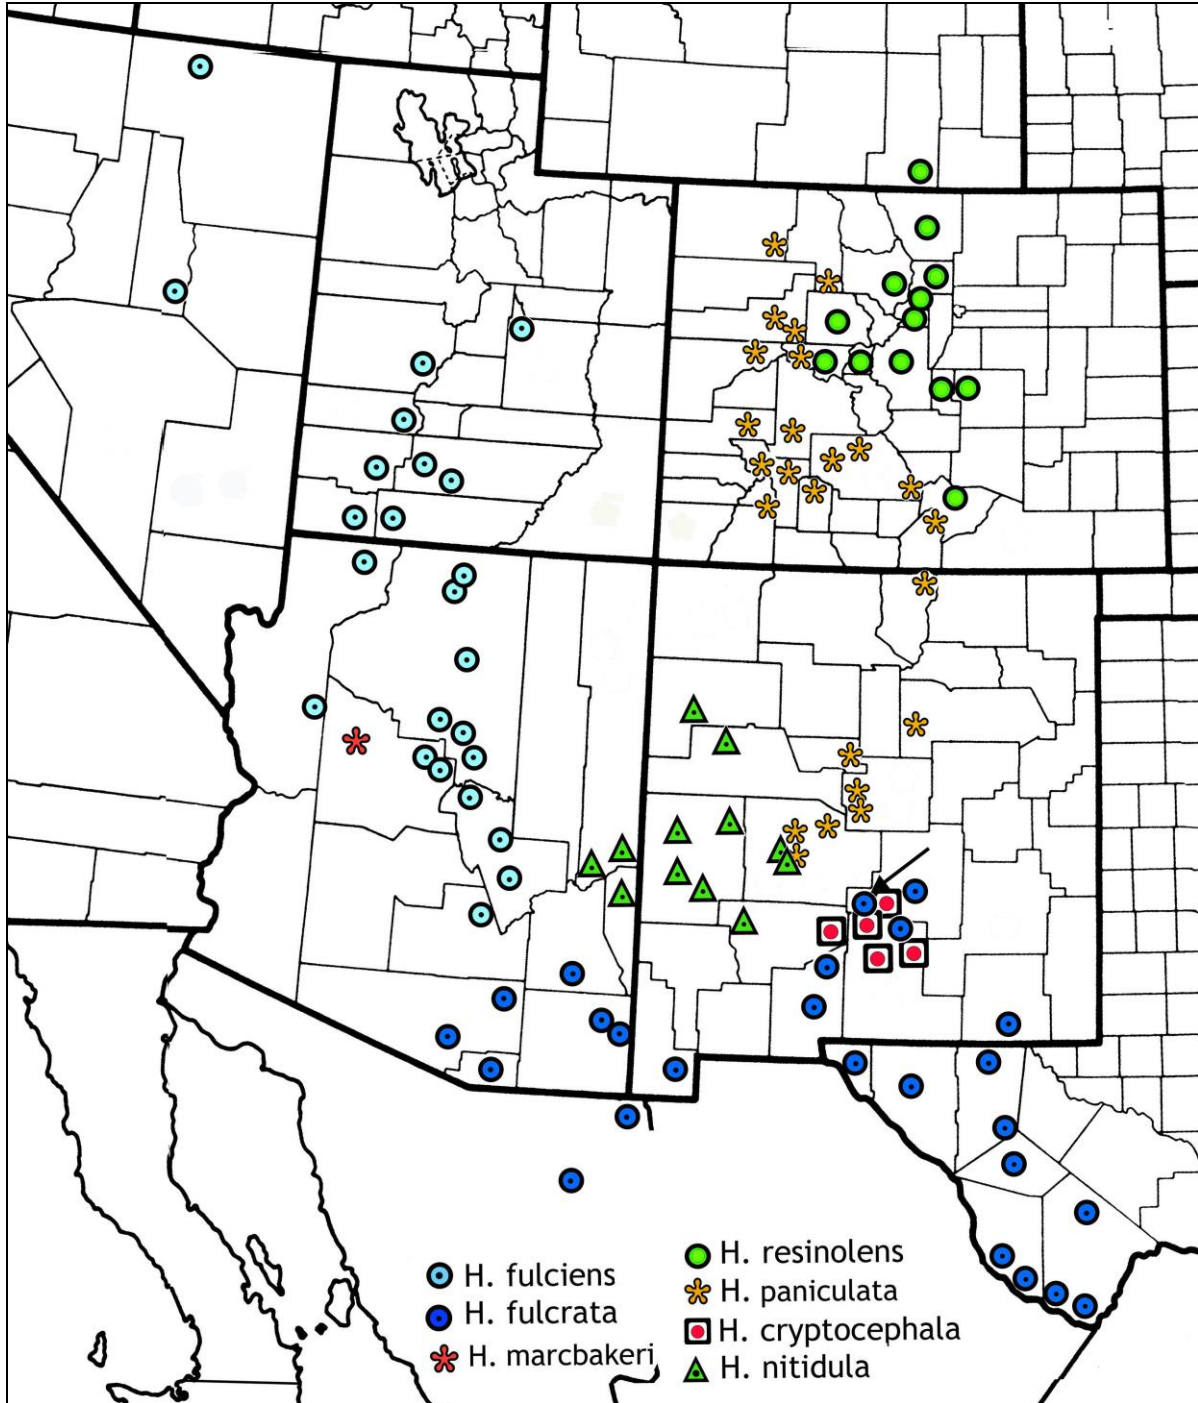 H. fulciens
H. fulcrata
H. marcbakeri
H. resinolens
H. paniculata
H. cryptocephala
H. nitidula